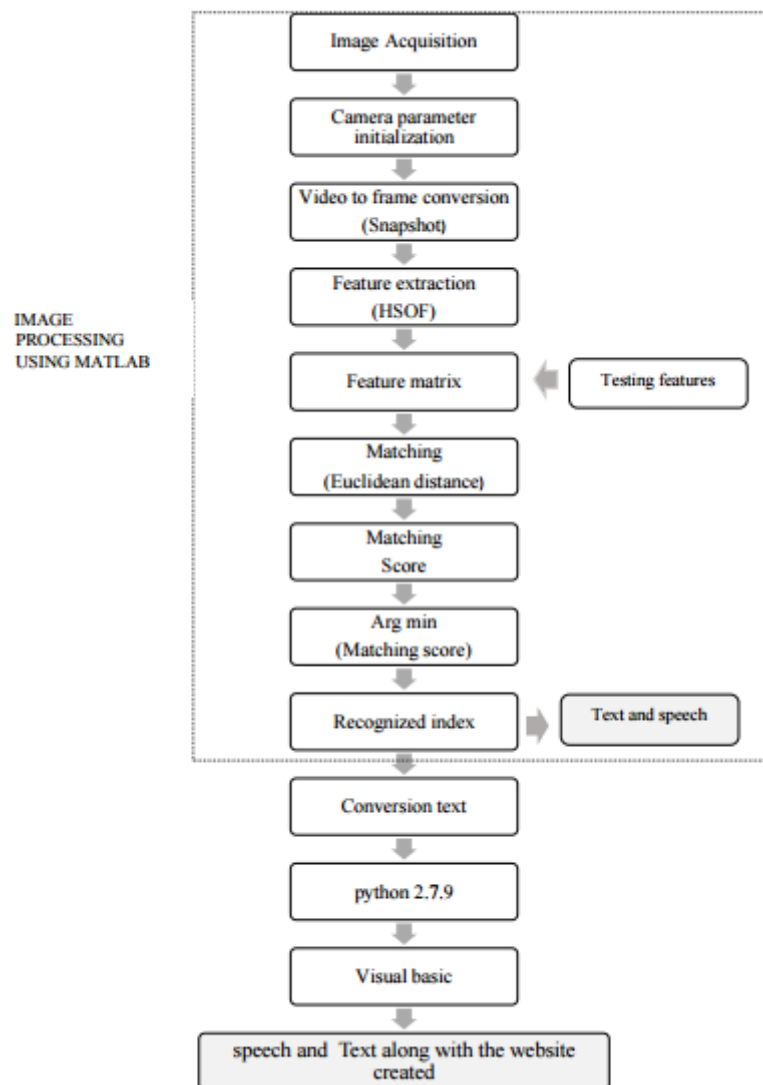 Image Acquisition
Camera parameter
initialization
Video to frame conversion
(Snapshot)
Feature extraction
(HSOF)
IMAGE
PROCESSING
USING MATLAB
Feature matrix
Testing features
Matching
(Euclidean distance)
Matching
Score
Arg min
(Matching score)
Recognized index
Text and speech
Conversion text
python 2.7.9
Visual basic
speech and Text along with the website
created